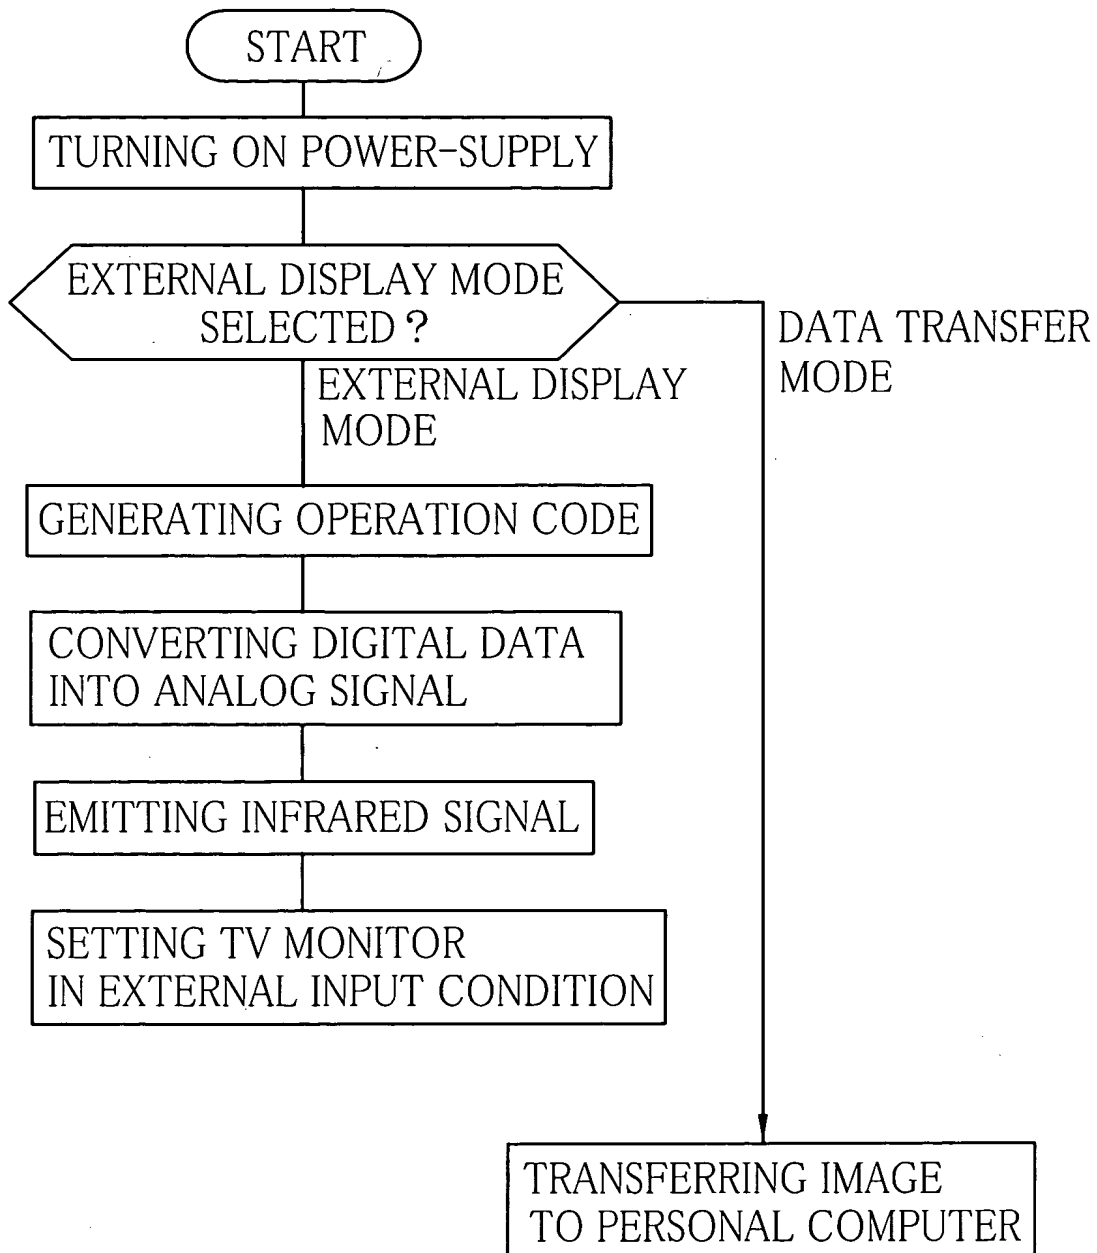 START
TURNING ON POWER-SUPPLY
EXTERNAL DISPLAY MODE
SELECTED?
DATA TRANSFER
MODE
EXTERNAL DISPLAY
MODE
GENERATING OPERATION CODE
CONVERTING DIGITAL DATA
INTO ANALOG SIGNAL
EMITTING INFRARED SIGNAL
SETTING TV MONITOR
IN EXTERNAL INPUT CONDITION
TRANSFERRING IMAGE
TO PERSONAL COMPUTER